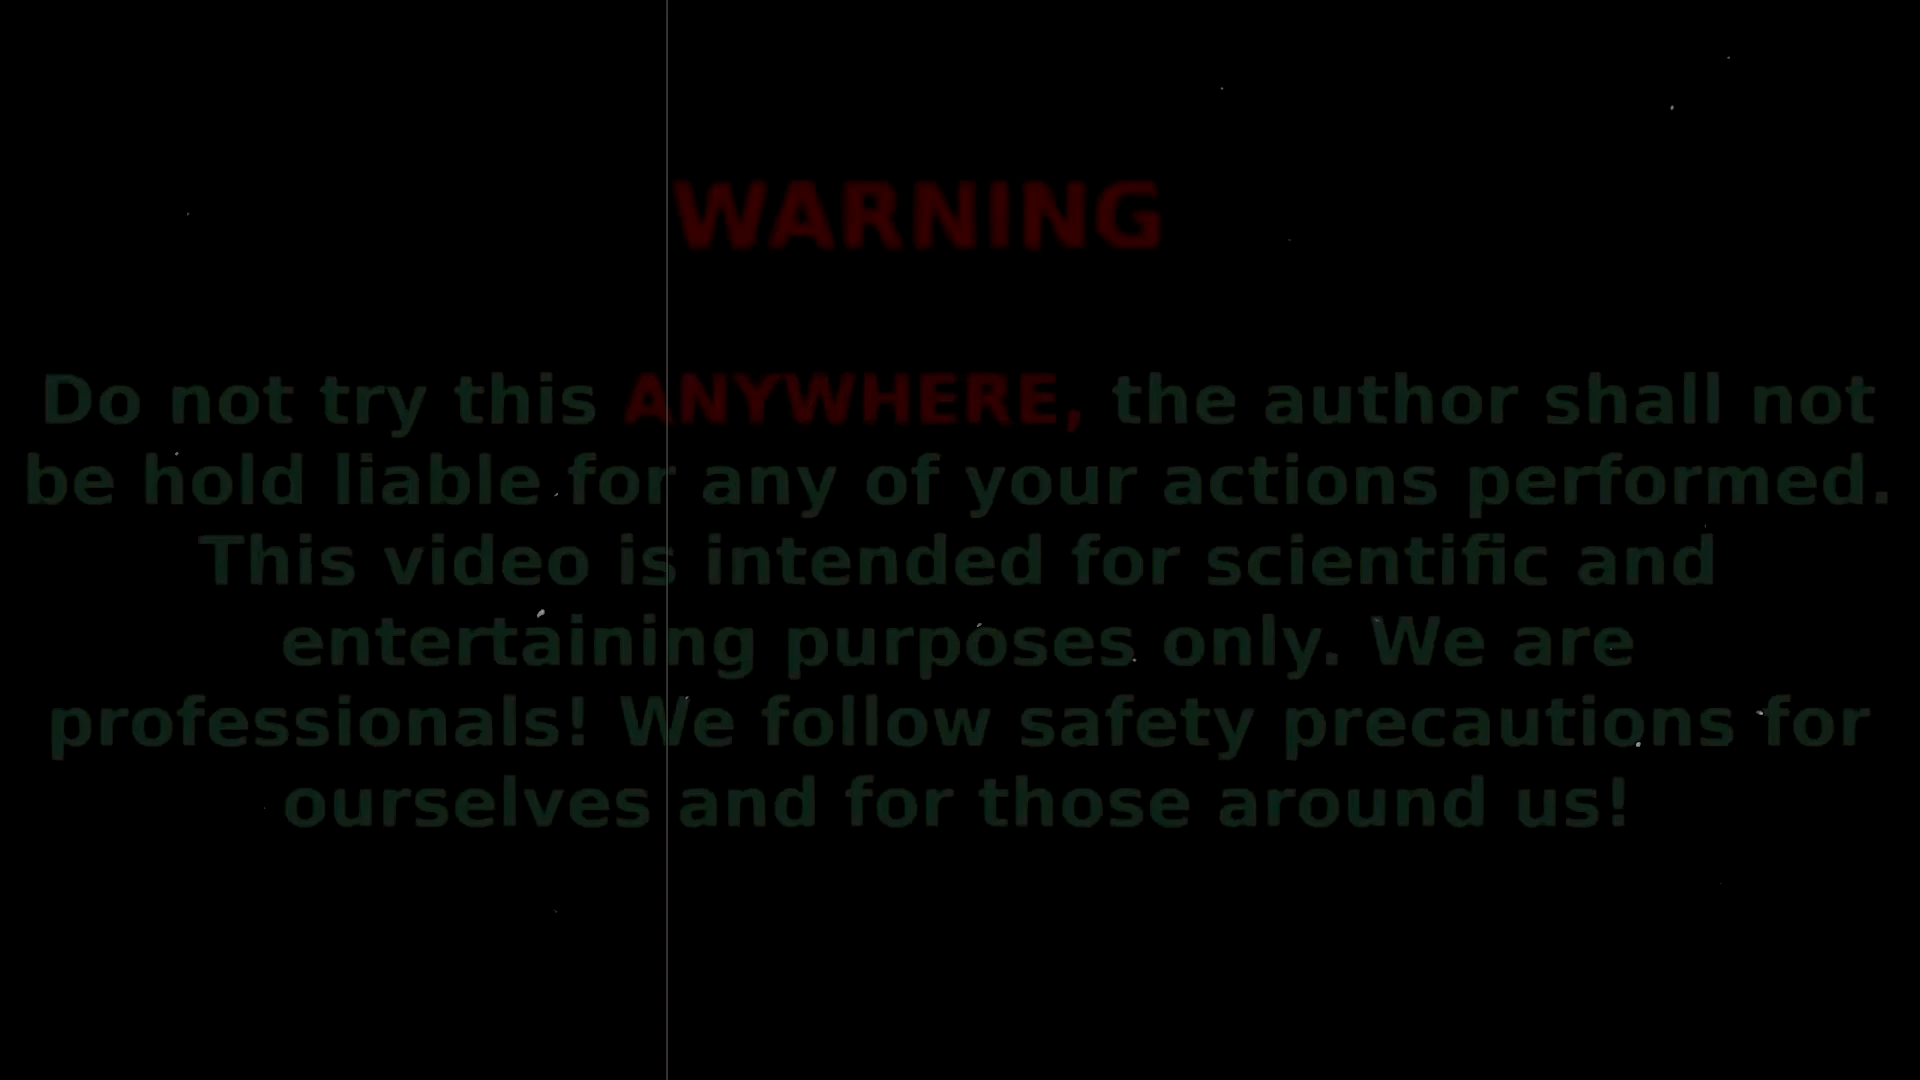 WARNING
Do not try this ANYWHERE, the author shall not
be hold liable for any of your actions performed.
This video is intended for scientific and
entertaining purposes only. We are
professionals! We follow safety precautions for
ourselves and for those around us!